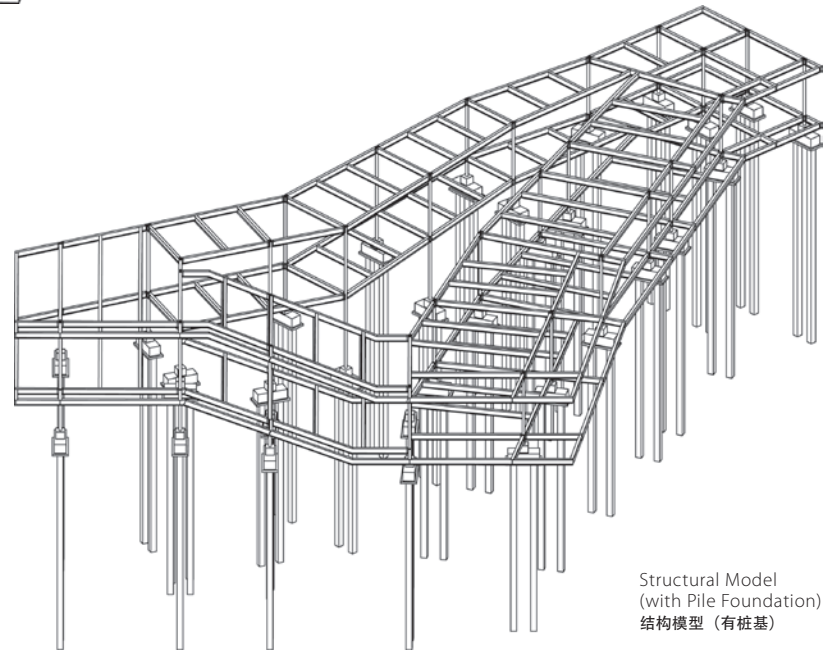 Structural Model
(with Pile Foundation)
结构模型（有桩基）